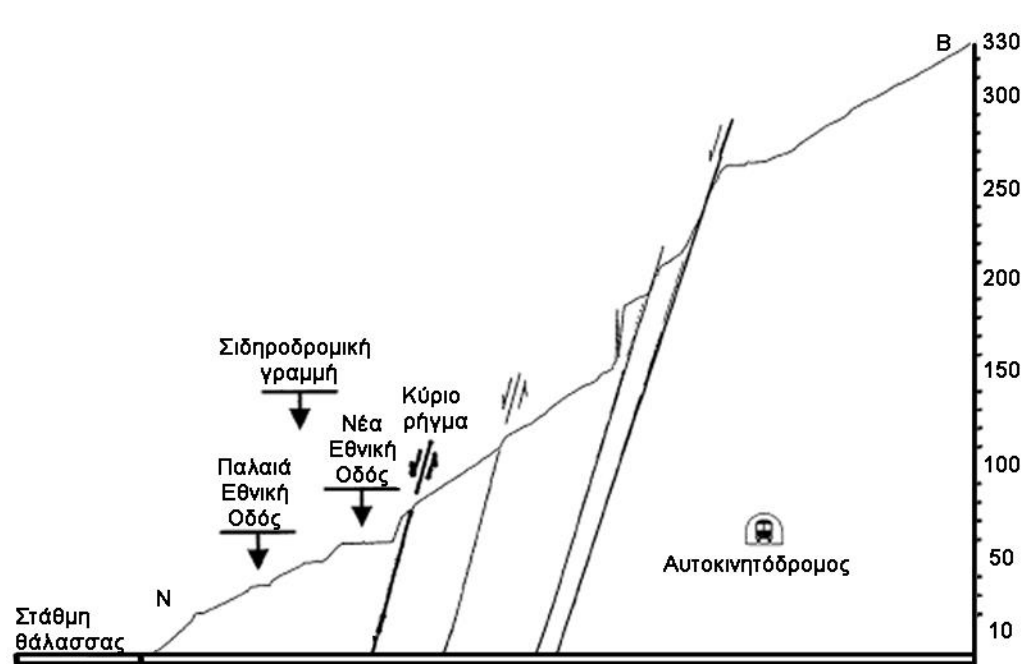 Β
330
300
250
200
Σιδηροδρομική
γραμμή
150
Κύριο
ρήγμα
Νέα
Εθνική
Οδός
100
Παλαιά
Εθνική
Οδός
50
Αυτοκινητόδρομος
Ν
Στάθμη
θάλασσας
10